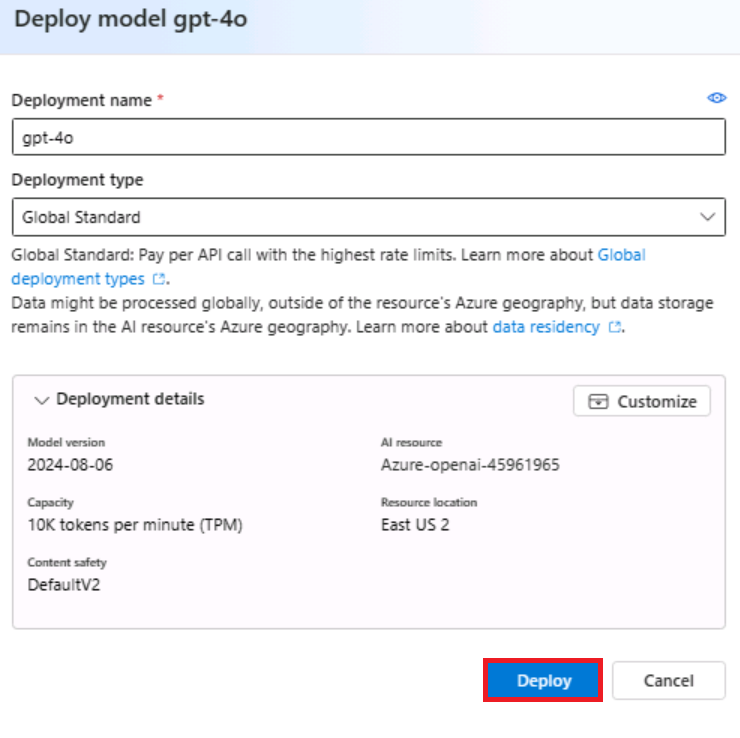 Deploy model gpt-4o
Deployment name *
gpt-4o
Deployment type
Global Standard
Global Standard: Pay per API call with the highest rate limits. Learn more about Global
deployment types.
Data might be processed globally, outside of the resource's Azure geography, but data storage
remains in the AI resource's Azure geography. Learn more about data residency.
Deployment details
Customize
Model version
AI resource
2024-08-06
Azure-openai-45961965
Capacity
Resource location
10K tokens per minute (TPM)
East US 2
Content safety
DefaultV2
Deploy
Cancel